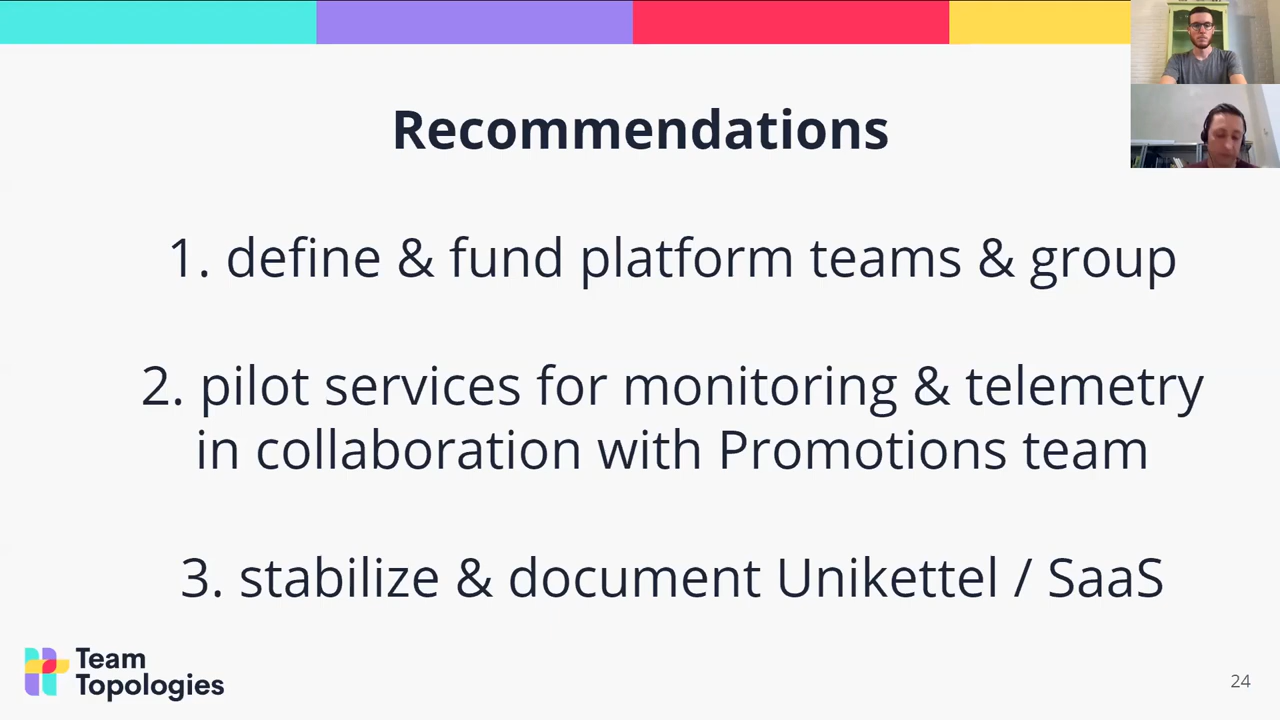 Recommendations
1. define & fund platform teams & group
2. pilot services for monitoring & telemetry
in collaboration with Promotions team
3. stabilize & document Unikettel / SaaS
Team
Topologies
24